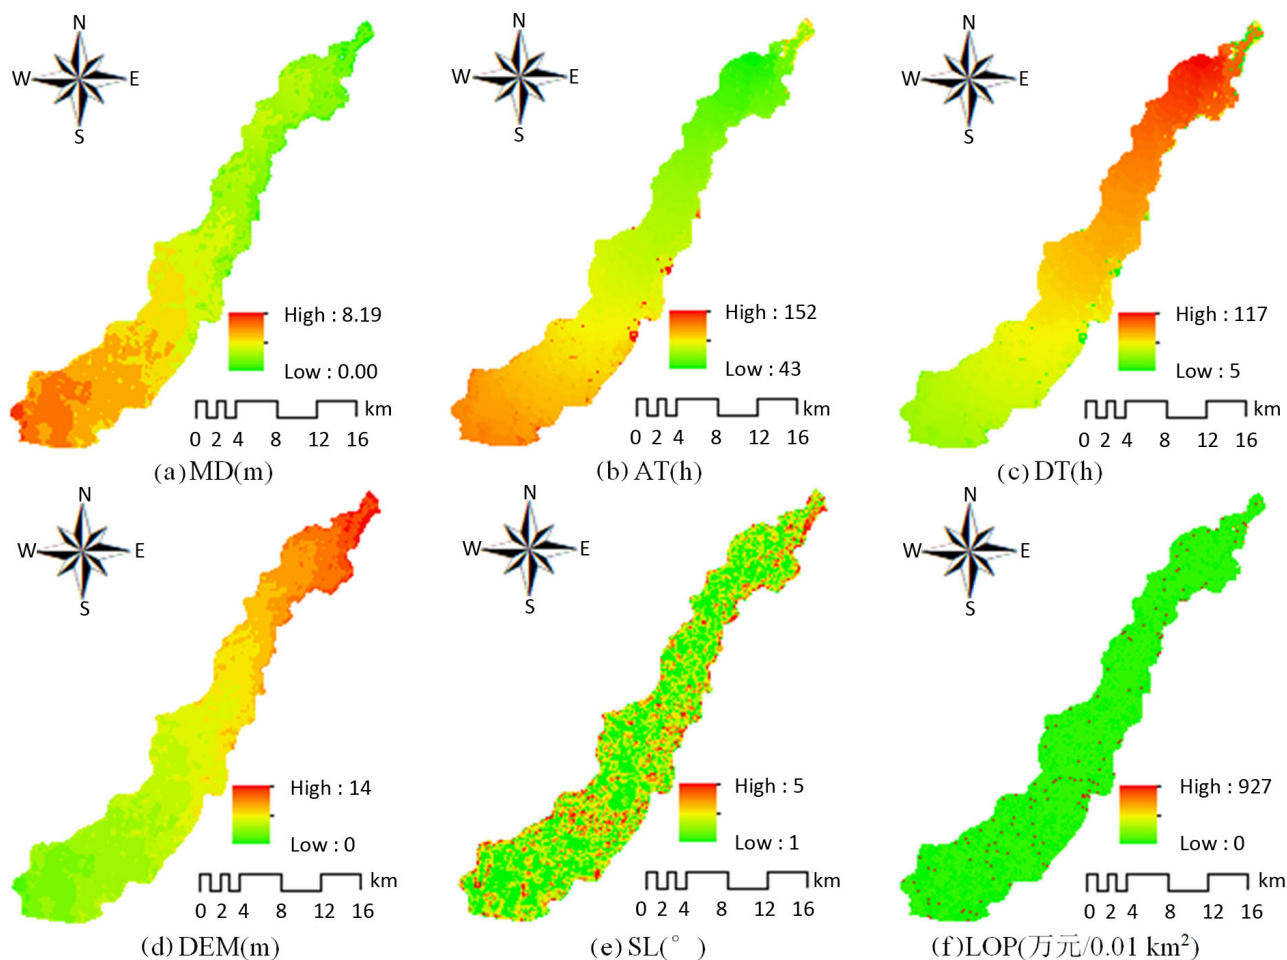 N
W E
S
High : 8.19
Low : 0.00
km
0 2 4 8 12 16
(a) MD(m)
N
W E
S
High : 152
Low : 43
km
0 2 4 8 12 16
(b) AT(h)
N
W E
S
High : 117
Low : 5
km
0 2 4 8 12 16
(c) DT(h)
N
W E
S
High : 14
Low : 0
km
0 2 4 8 12 16
(d) DEM(m)
N
W E
S
High : 5
Low : 1
km
0 2 4 8 12 16
(e) SL(° )
N
W E
S
High : 927
Low : 0
km
0 2 4 8 12 16
(f) LOP(万元/0.01 km²)